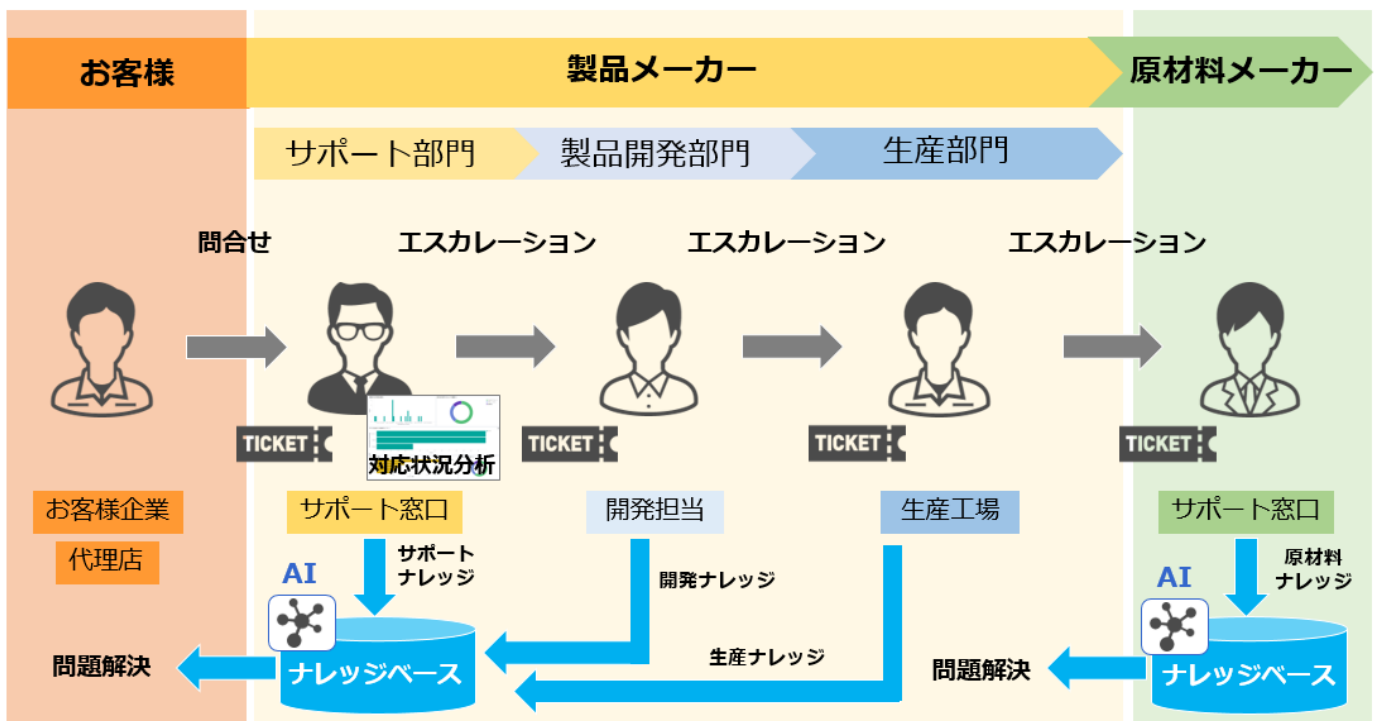 お客様
製品メーカー
原材料メーカー
サポート部門
製品開発部門
生産部門
問合せ
エスカレーション
エスカレーション
エスカレーション
TICKET
TICKET
TICKET
TICKET
対応状況分析
お客様企業
代理店
サポート窓口
開発担当
生産工場
サポート窓口
サポート
ナレッジ
開発ナレッジ
生産ナレッジ
原材料
ナレッジ
AI
AI
問題解決
ナレッジベース
問題解決
ナレッジベース